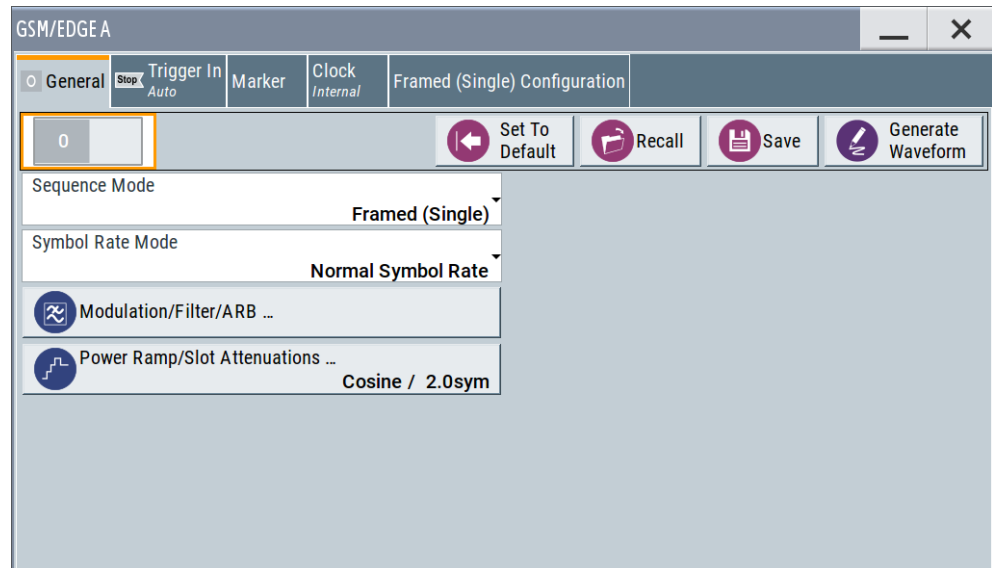 GSM/EDGE A
O General
Stop Trigger In
Auto
Marker
Clock
Internal
Framed (Single) Configuration
0
Set To
Default
Recall
Save
Generate
Waveform
Sequence Mode
Framed (Single)
Symbol Rate Mode
Normal Symbol Rate
Modulation/Filter/ARB ...
Power Ramp/Slot Attenuations ...
Cosine / 2.0sym